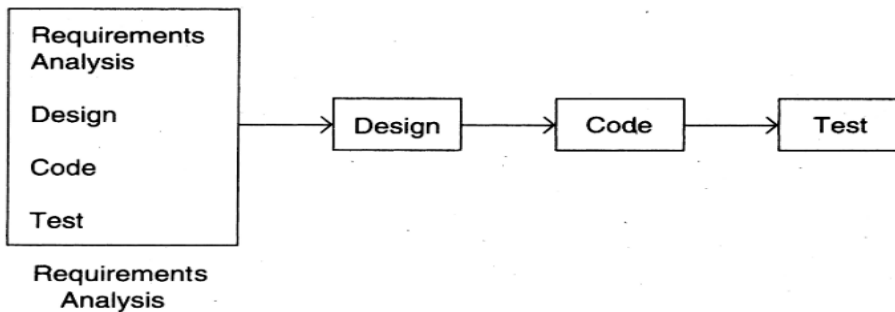 Requirements
Analysis
Design
Code
Test
Design
Code
Test
Requirements
Analysis